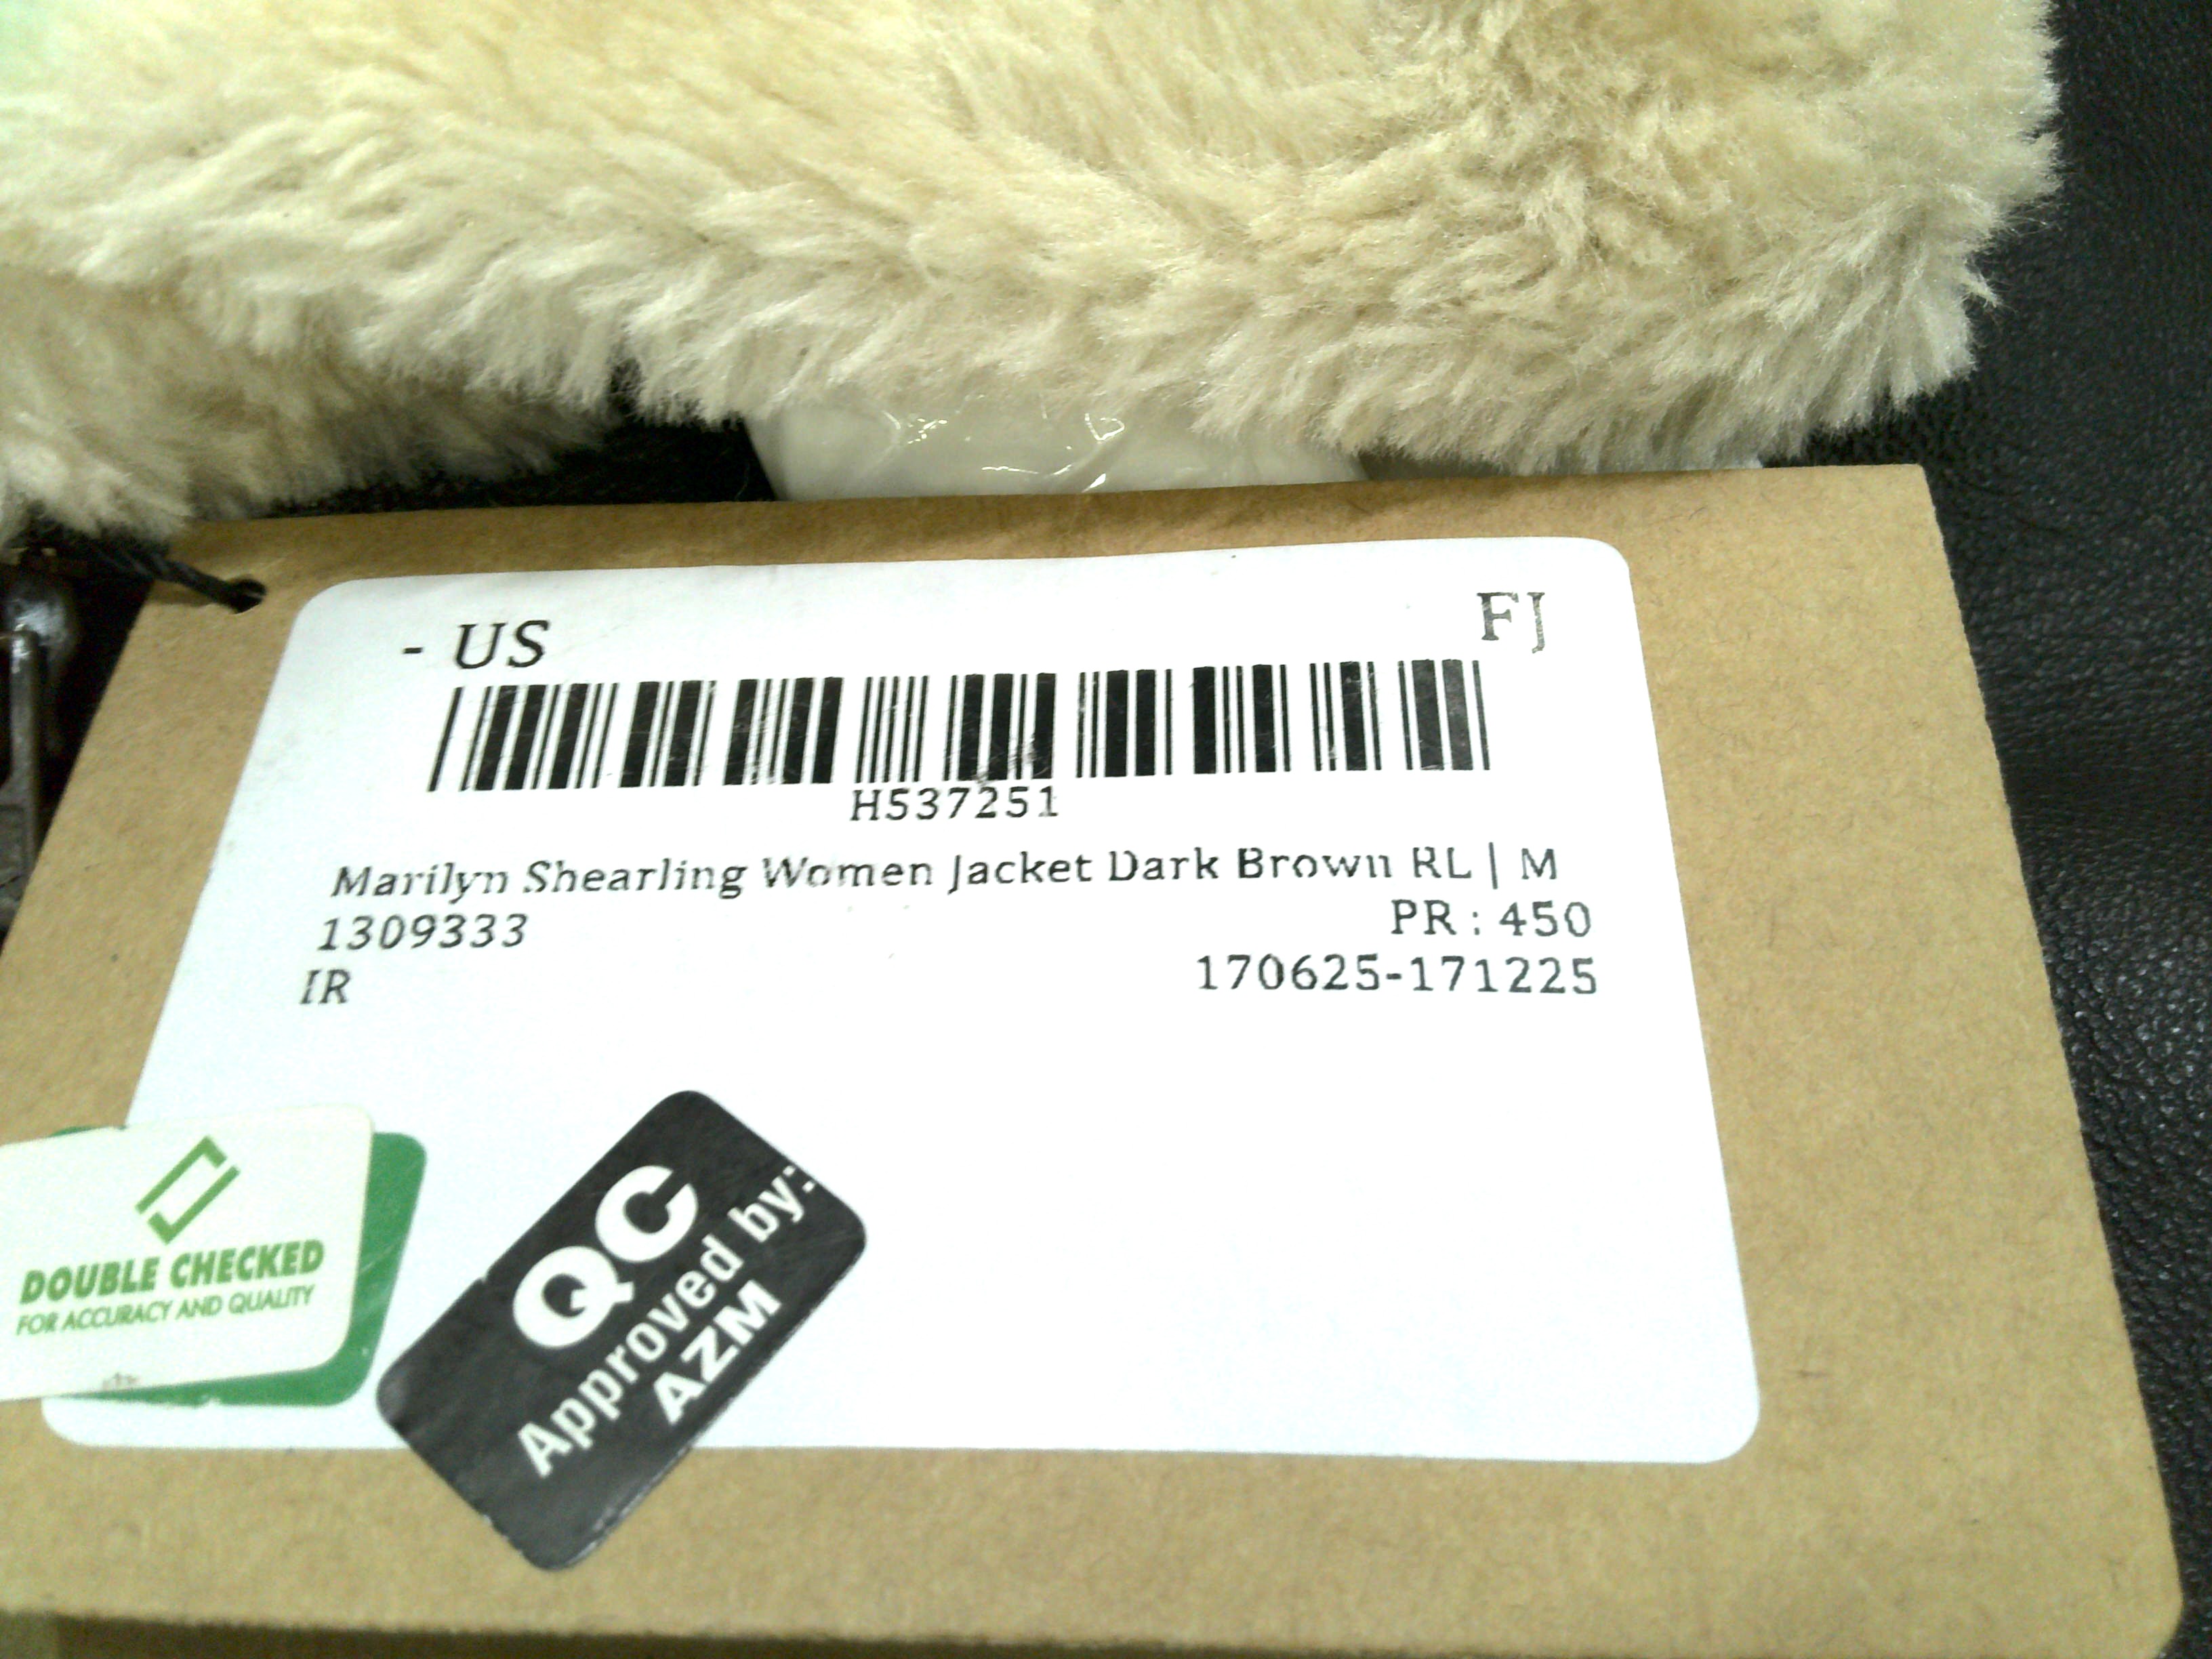 - US
FJ
H537251
Marilyn Shearling Women Jacket Dark Brown RL | M
1309333
PR : 450
IR
170625-171225
DOUBLE CHECKED
FOR ACCURACY AND QUALITY
QC
Approved by:
AZM